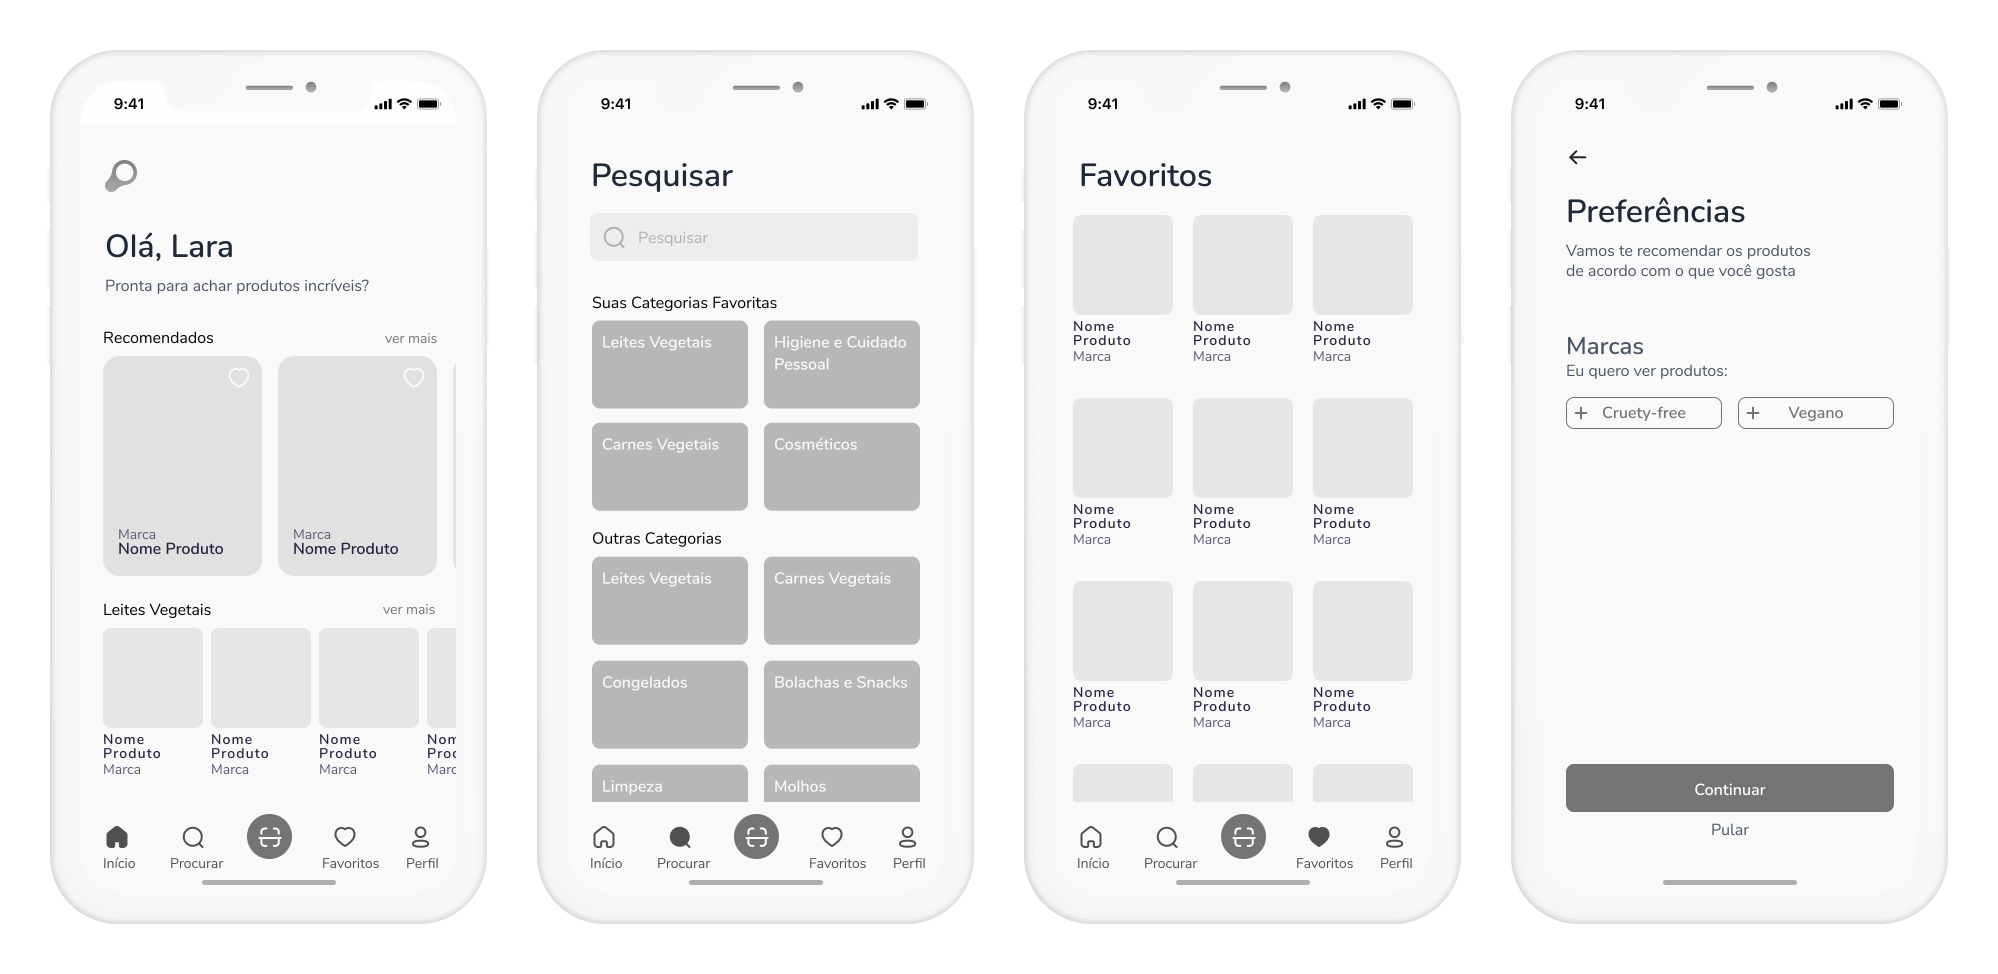 9:41
Olá, Lara
Pronta para achar produtos incríveis?
Recomendados
ver mais
Marca
Nome Produto
Marca
Nome Produto
Leites Vegetais
ver mais
Nome
Produto
Marca
Nome
Produto
Marca
Nome
Produto
Marca
Nom
Proc
Marc
Início
Procurar
Favoritos
Perfil
9:41
Pesquisar
Pesquisar
Suas Categorias Favoritas
Leites Vegetais
Higiene e Cuidado
Pessoal
Carnes Vegetais
Cosméticos
Outras Categorias
Leites Vegetais
Carnes Vegetais
Congelados
Bolachas e Snacks
Limpeza
Molhos
Início
Procurar
Favoritos
Perfil
9:41
Favoritos
Nome
Produto
Marca
Nome
Produto
Marca
Nome
Produto
Marca
Nome
Produto
Marca
Nome
Produto
Marca
Nome
Produto
Marca
Nome
Produto
Marca
Nome
Produto
Marca
Nome
Produto
Marca
Início
Procurar
Favoritos
Perfil
9:41
Preferências
Vamos te recomendar os produtos
de acordo com o que você gosta
Marcas
Eu quero ver produtos:
Cruety-free
Vegano
Continuar
Pular